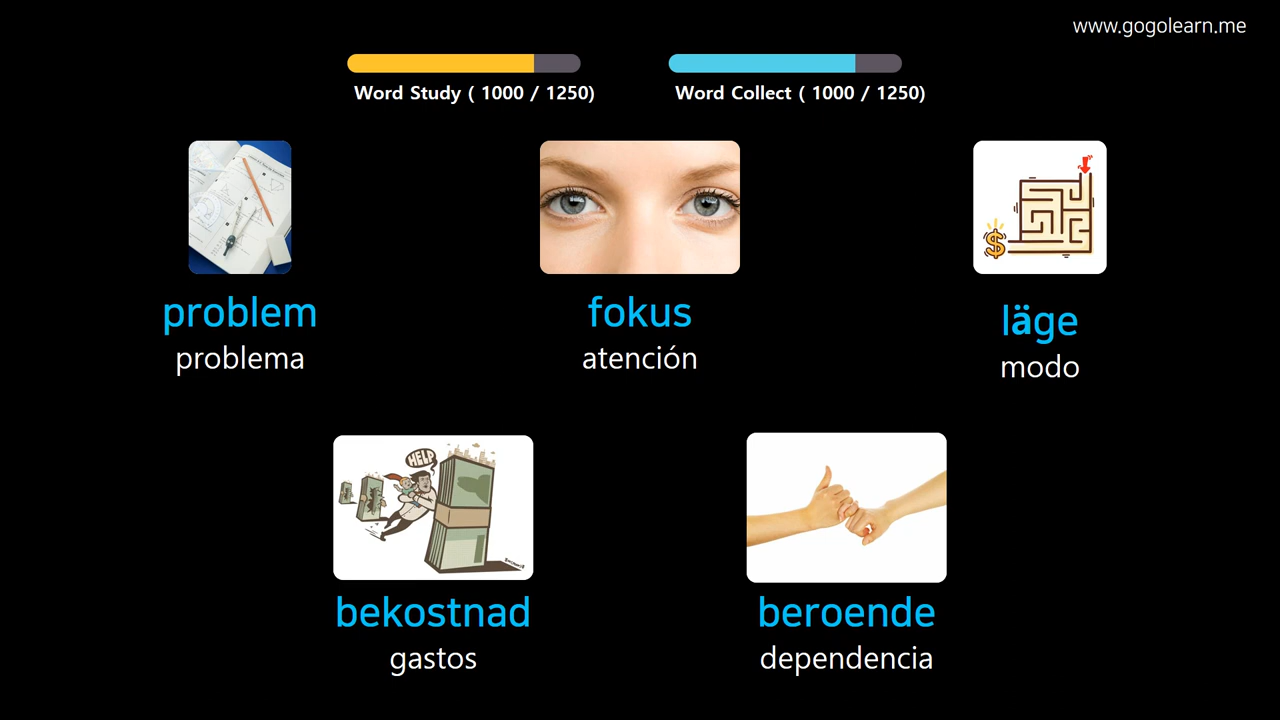 www.gogolearn.me
Word Study ( 1000 / 1250)
Word Collect ( 1000 / 1250)
problem
problema
fokus
atención
läge
modo
HELP
bekostnad
gastos
beroende
dependencia